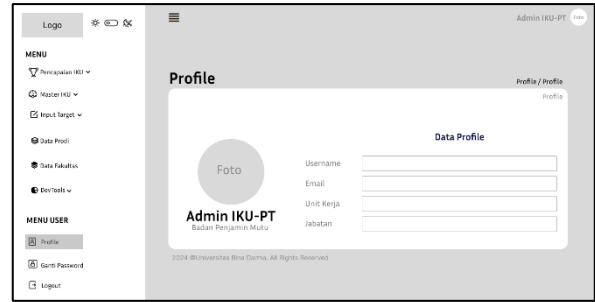 Logo
MENU
Pencapaian IKU
Master IKU
Input Target
Data Prodi
Data Fakultas
DevTools
MENU USER
Profile
Ganti Password
Logout
Admin IKU-PT
Foto
Profile
Profile / Profile
Profile
Data Profile
Foto
Admin IKU-PT
Badan Penjamin Mutu
Username
Email
Unit Kerja
Jabatan
2024 @Universitas Bina Darma, All Rights Reserved